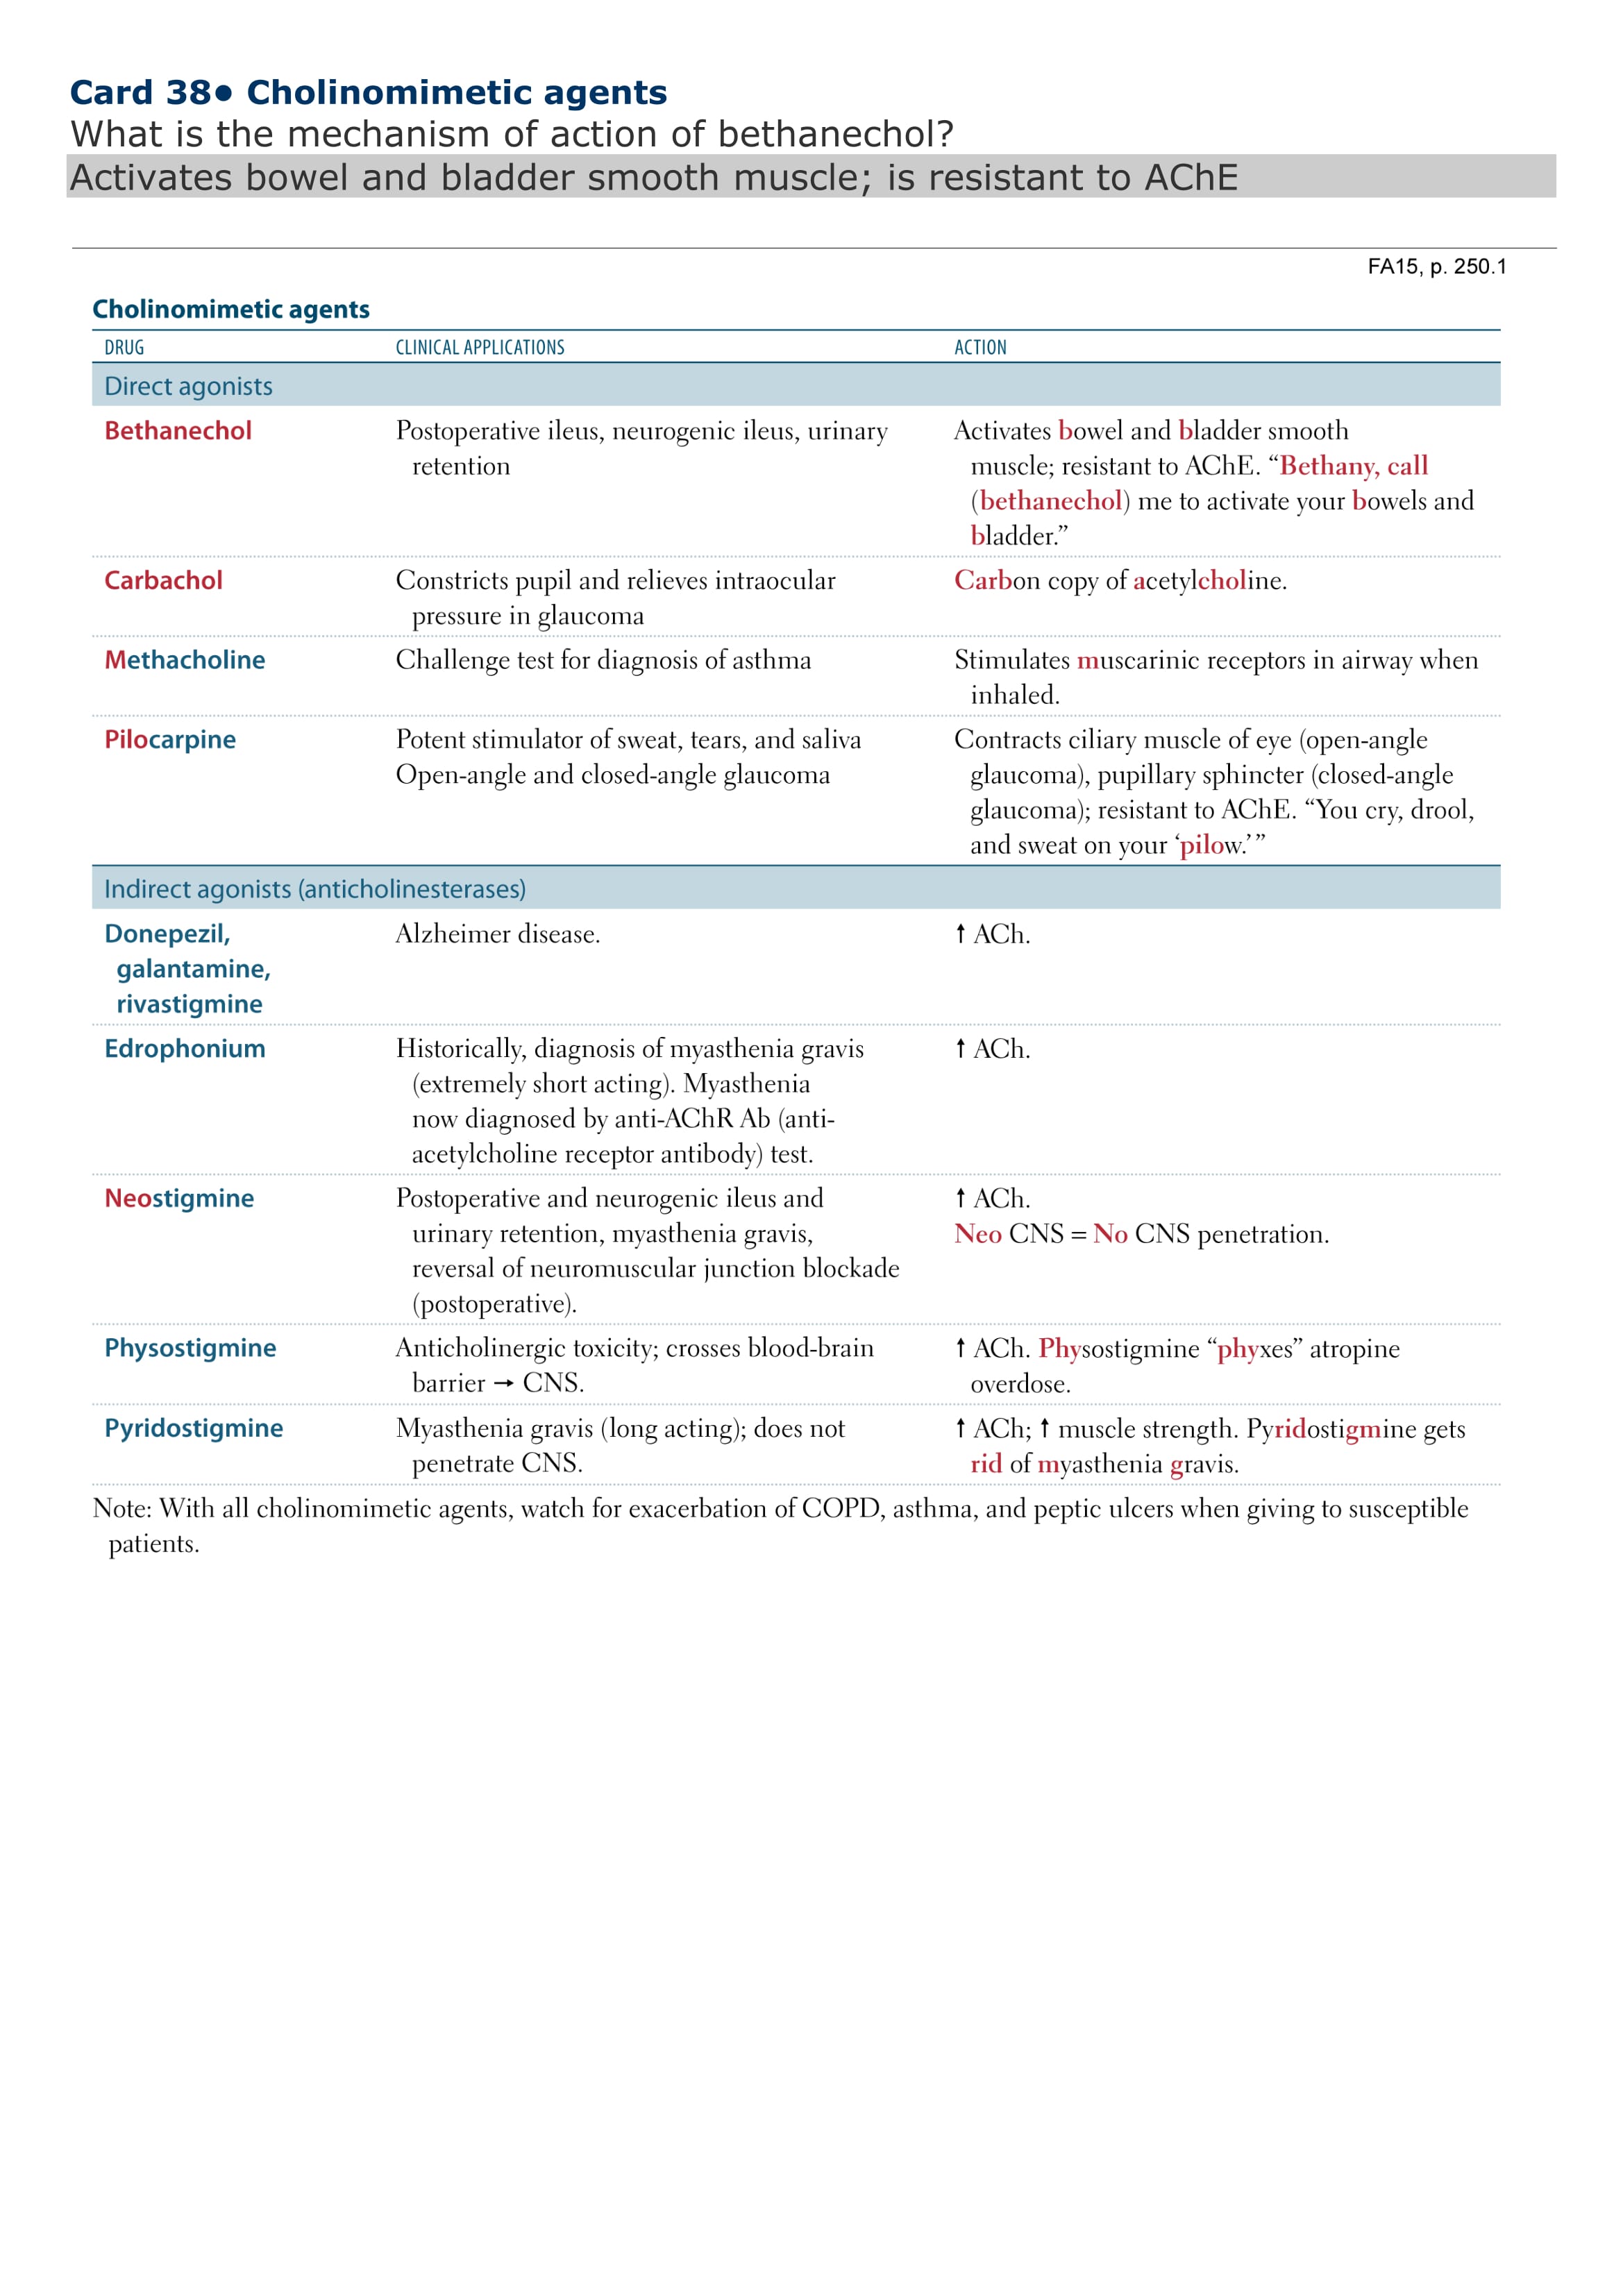 Card 38● Cholinomimetic agents
What is the mechanism of action of bethanechol?
Activates bowel and bladder smooth muscle; is resistant to AChE
FA15, p. 250.1
Cholinomimetic agents
DRUG CLINICAL APPLICATIONS ACTION
Direct agonists
Bethanechol Postoperative ileus, neurogenic ileus, urinary Activates bowel and bladder smooth
retention muscle; resistant to AChE. “Bethany, call
(bethanechol) me to activate your bowels and
bladder.”
Carbachol Constricts pupil and relieves intraocular Carbon copy of acetylcholine.
pressure in glaucoma
Methacholine Challenge test for diagnosis of asthma Stimulates muscarinic receptors in airway when
inhaled.
Pilocarpine Potent stimulator of sweat, tears, and saliva Contracts ciliary muscle of eye (open-angle
Open-angle and closed-angle glaucoma glaucoma), pupillary sphincter (closed-angle
glaucoma); resistant to AChE. “You cry, drool,
and sweat on your ‘pilow.’”
Indirect agonists (anticholinesterases)
Donepezil, Alzheimer disease. ↑ ACh.
galantamine,
rivastigmine
Edrophonium Historically, diagnosis of myasthenia gravis ↑ ACh.
(extremely short acting). Myasthenia
now diagnosed by anti-AChR Ab (anti-
acetylcholine receptor antibody) test.
Neostigmine Postoperative and neurogenic ileus and ↑ ACh.
urinary retention, myasthenia gravis, Neo CNS = No CNS penetration.
reversal of neuromuscular junction blockade
(postoperative).
Physostigmine Anticholinergic toxicity; crosses blood-brain ↑ ACh. Physostigmine “phyxes” atropine
barrier → CNS. overdose.
Pyridostigmine Myasthenia gravis (long acting); does not ↑ ACh; ↑ muscle strength. Pyridostigmine gets
penetrate CNS. rid of myasthenia gravis.
Note: With all cholinomimetic agents, watch for exacerbation of COPD, asthma, and peptic ulcers when giving to susceptible
patients.